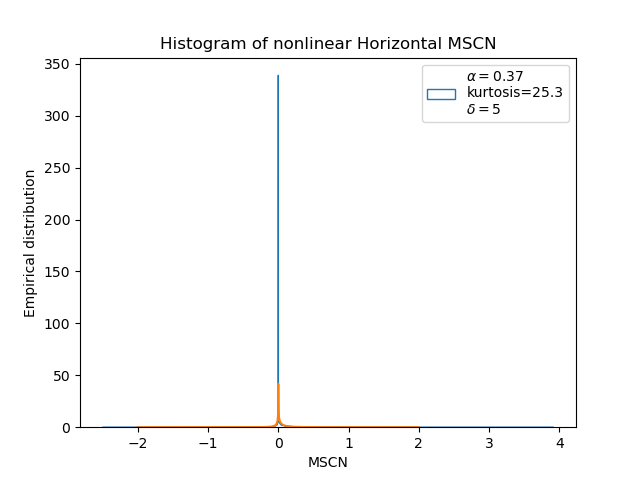 Histogram of nonlinear Horizontal MSCN
350
300
250
200
150
100
50
0
Empirical distribution
α = 0.37
kurtosis=25.3
δ = 5
−2 −1 0 1 2 3 4
MSCN